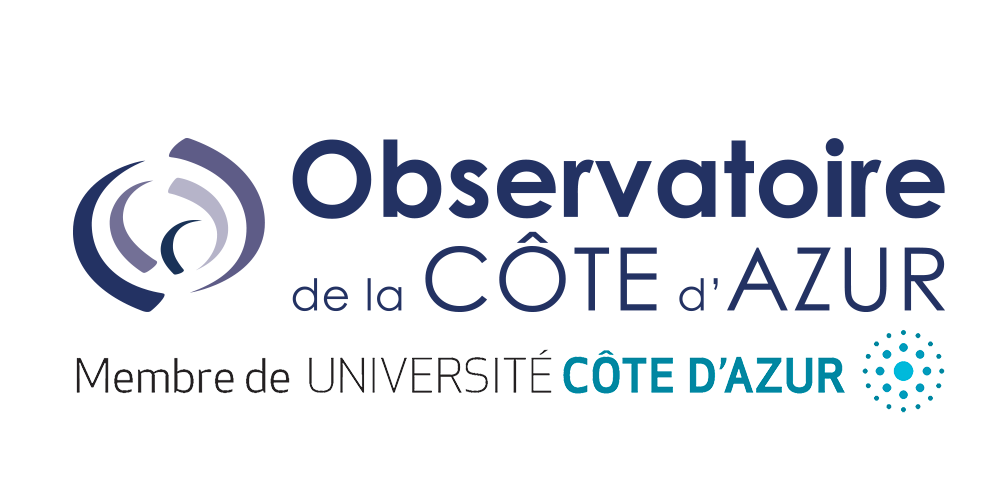 Observatoire
de la CÔTE d'AZUR
Membre de UNIVERSITÉ CÔTE D'AZUR